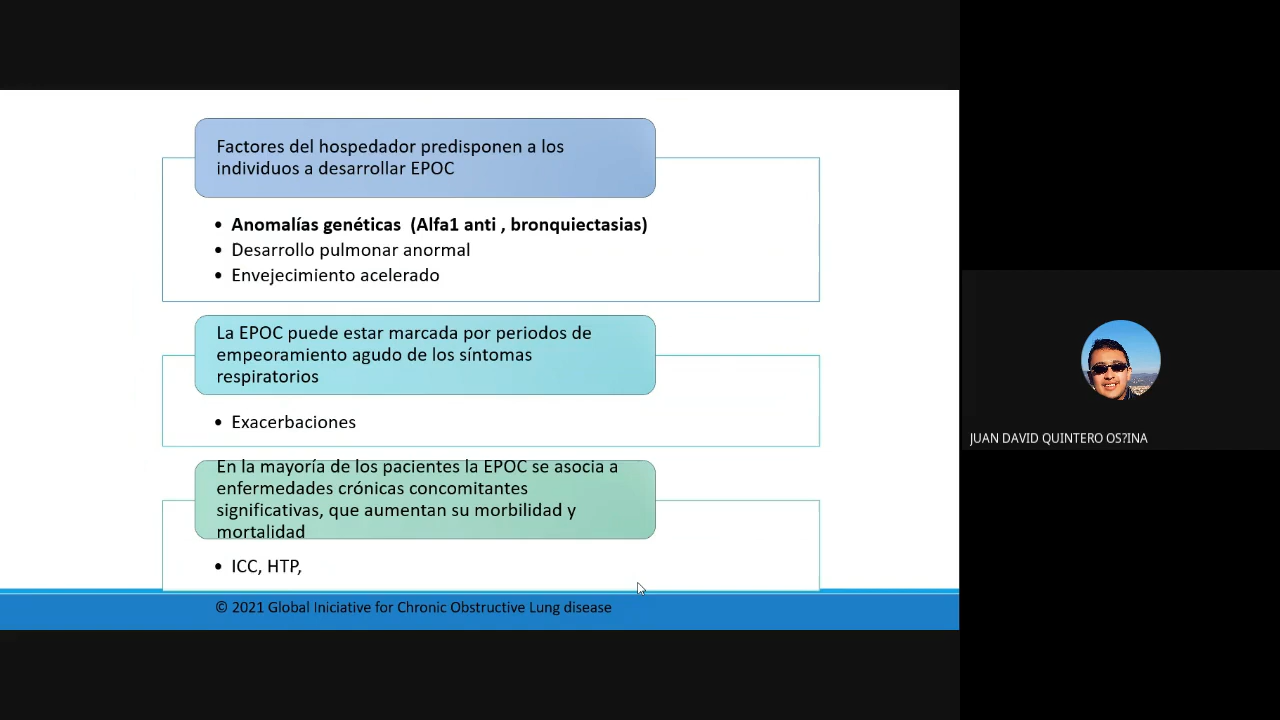 Factores del hospedador predisponen a los
individuos a desarrollar EPOC
• Anomalías genéticas (Alfa1 anti , bronquiectasias)
• Desarrollo pulmonar anormal
• Envejecimiento acelerado
La EPOC puede estar marcada por periodos de
empeoramiento agudo de los síntomas
respiratorios
• Exacerbaciones
En la mayoría de los pacientes la EPOC se asocia a
enfermedades crónicas concomitantes
significativas, que aumentan su morbilidad y
mortalidad
• ICC, HTP,
© 2021 Global Iniciative for Chronic Obstructive Lung disease
JUAN DAVID QUINTERO OS?INA